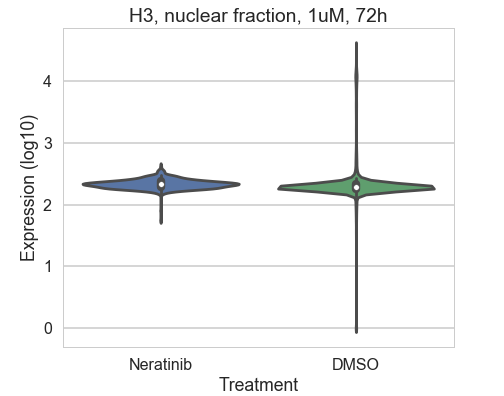 H3, nuclear fraction, 1uM, 72h
Expression (log10)
4
3
2
1
0
Neratinib DMSO
Treatment